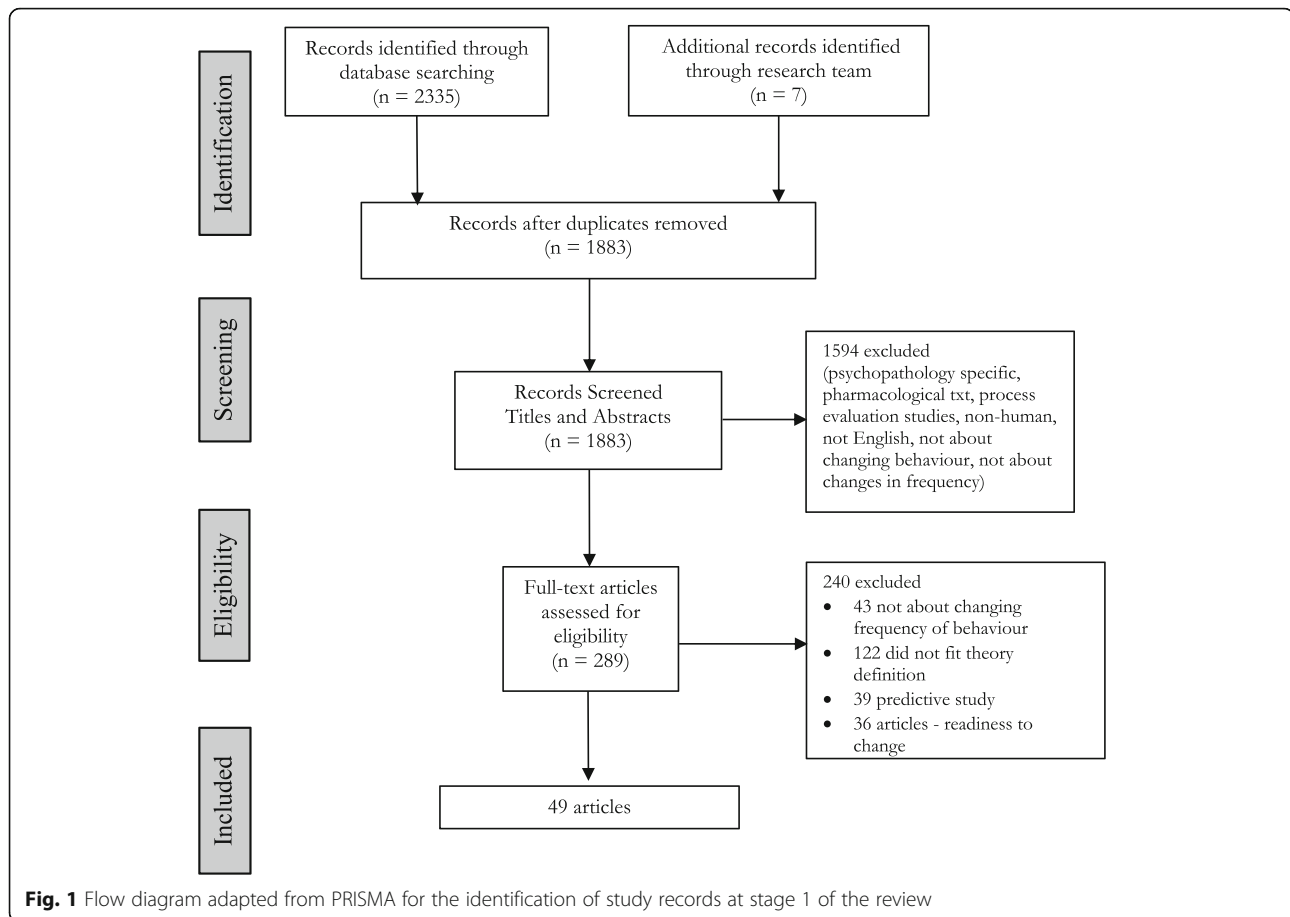 Identification
Records identified through
database searching
(n = 2335)
Additional records identified
through research team
(n = 7)
Records after duplicates removed
(n = 1883)
Screening
Records Screened
Titles and Abstracts
(n = 1883)
1594 excluded
(psychopathology specific,
pharmacological txt, process
evaluation studies, non-human,
not English, not about
changing behaviour, not about
changes in frequency)
Eligibility
Full-text articles
assessed for
eligibility
(n = 289)
240 excluded
• 43 not about changing
frequency of behaviour
• 122 did not fit theory
definition
• 39 predictive study
• 36 articles - readiness to
change
Included
49 articles
Fig. 1 Flow diagram adapted from PRISMA for the identification of study records at stage 1 of the review